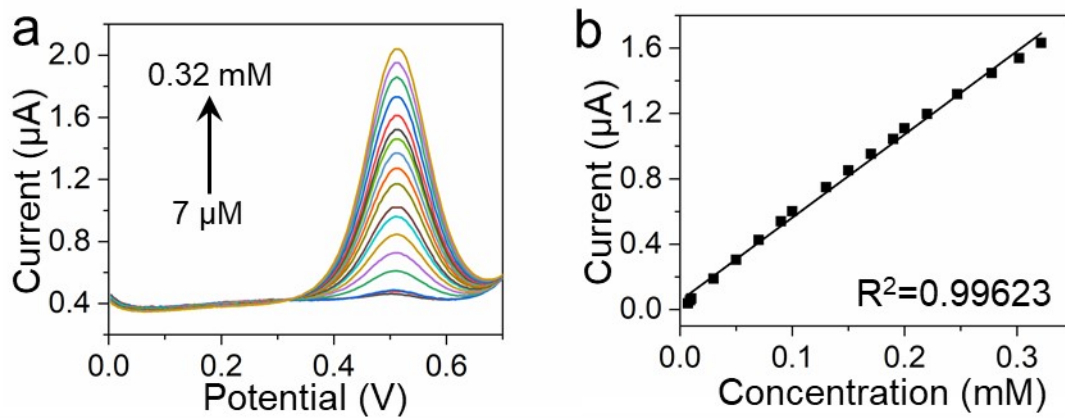 a
2.0
1.6
1.2
0.8
0.4
Current (µA)
0.32 mM
7 µM
0.0 0.2 0.4 0.6
Potential (V)
b
1.6
1.2
0.8
0.4
0.0
Current (µA)
R²=0.99623
0.0 0.1 0.2 0.3
Concentration (mM)